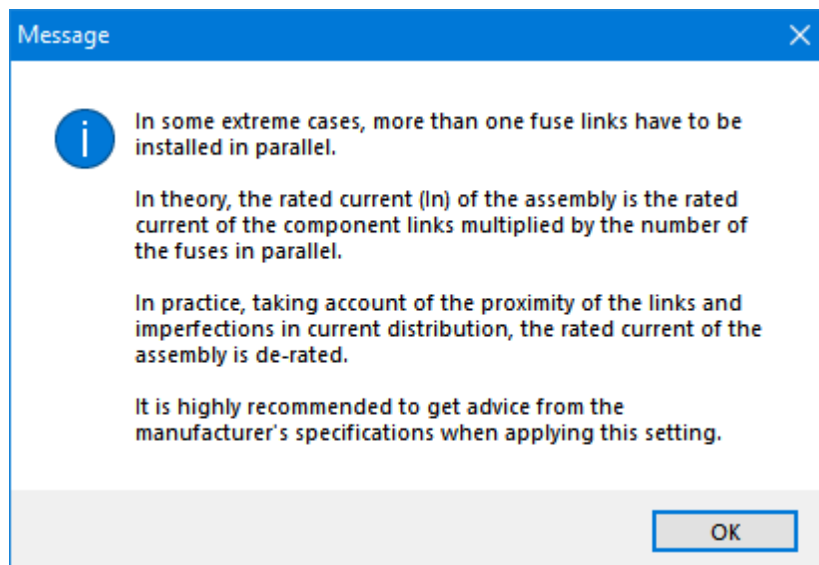 Message
In some extreme cases, more than one fuse links have to be
installed in parallel.
In theory, the rated current (In) of the assembly is the rated
current of the component links multiplied by the number of
the fuses in parallel.
In practice, taking account of the proximity of the links and
imperfections in current distribution, the rated current of the
assembly is de-rated.
It is highly recommended to get advice from the
manufacturer's specifications when applying this setting.
OK